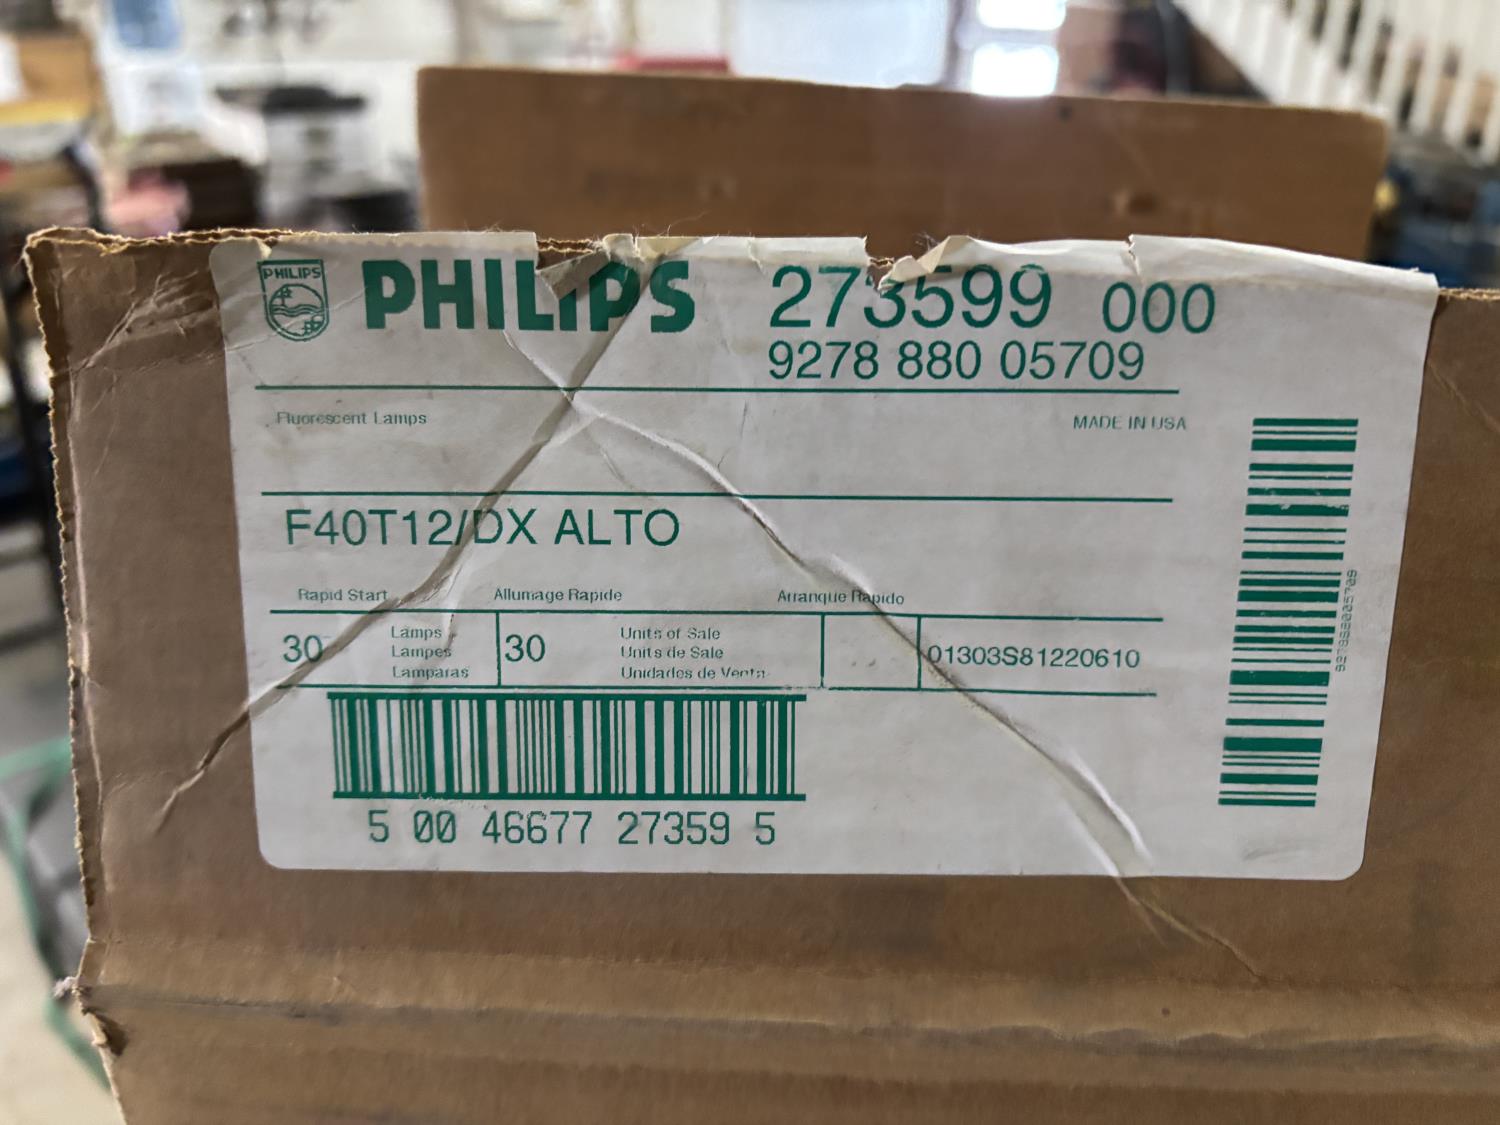 PHILIPS
PHILIPS 273599 000
9278 880 05709
Fluorescent Lamps MADE IN USA
F40T12/DX ALTO
Rapid Start Allumage Rapide Arranque Rapido
30 Lamps Lampes Lamparas
30 Units of Sale Units de Sale Unidades de Venta
01303S81220610
5 00 46677 27359 5
927888005709